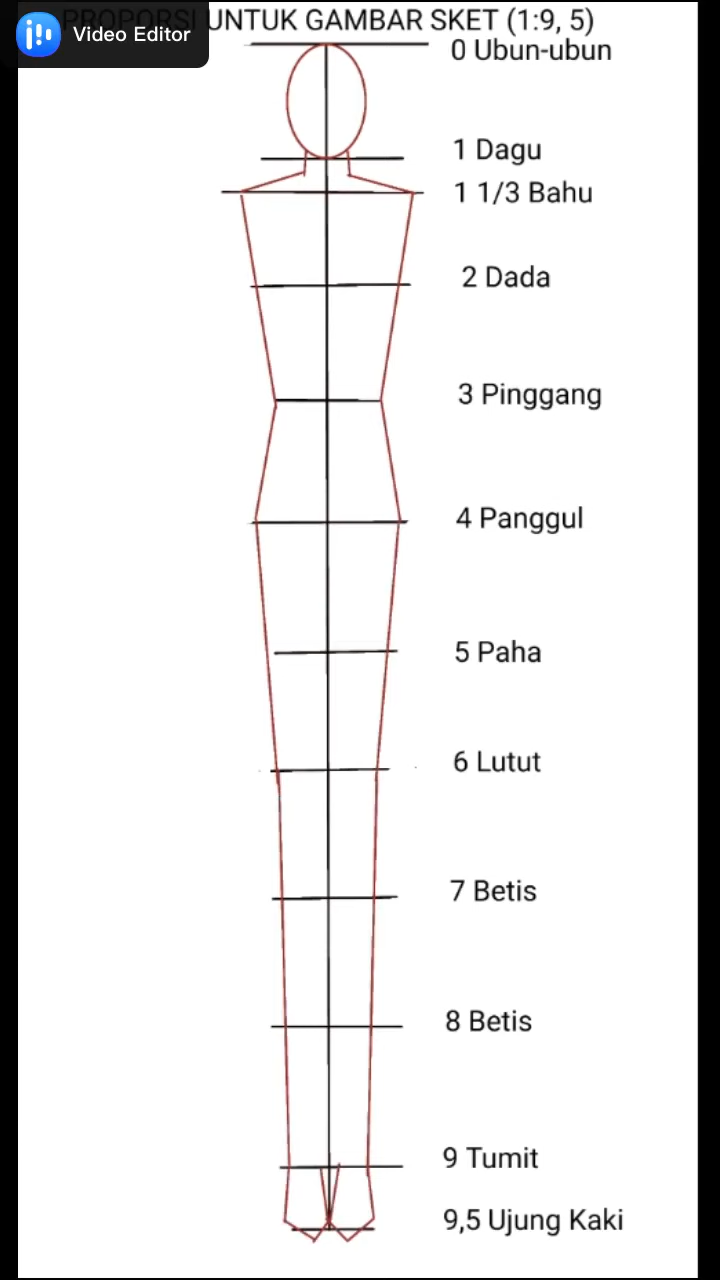 PROPORSI UNTUK GAMBAR SKET (1:9, 5)
Video Editor
0 Ubun-ubun
1 Dagu
1 1/3 Bahu
2 Dada
3 Pinggang
4 Panggul
5 Paha
6 Lutut
7 Betis
8 Betis
9 Tumit
9,5 Ujung Kaki